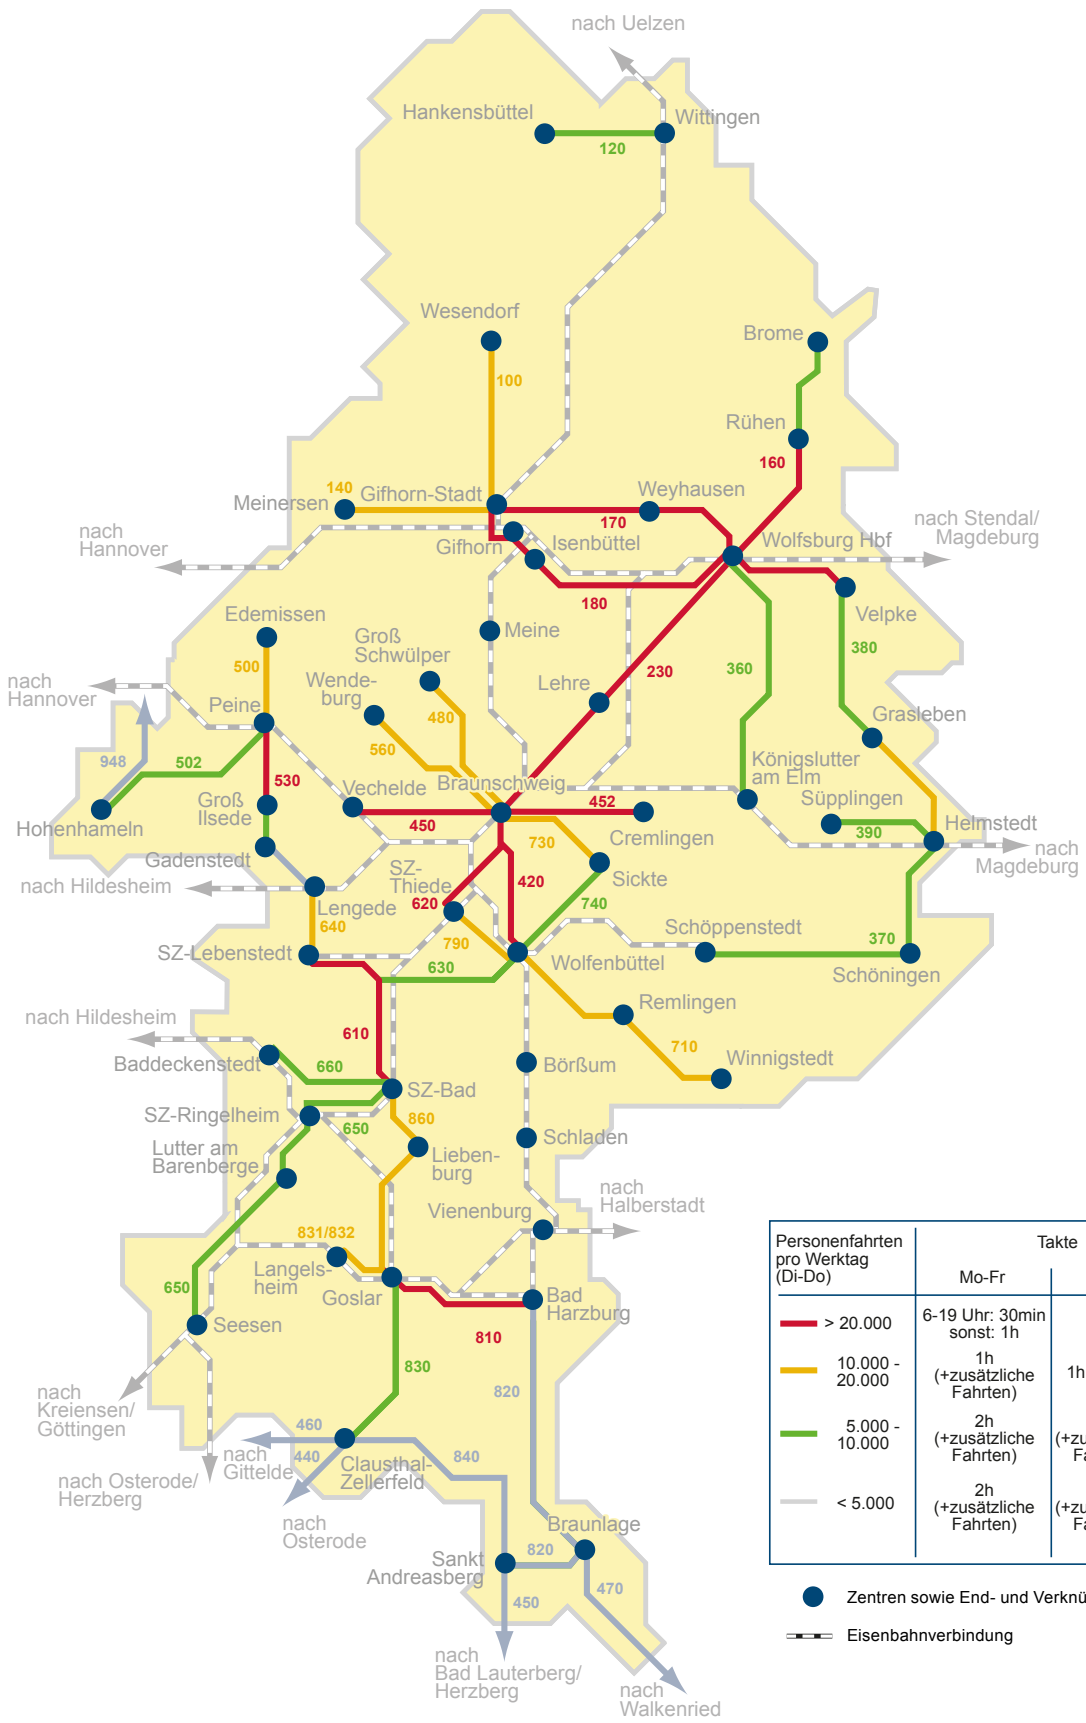 nach Uelzen
Hankensbüttel
Wittingen
120
Wesendorf
Brome
100
Rühen
160
140
Gifhorn-Stadt
Weyhausen
Meinersen
170
nach
Hannover
Gifhorn
Isenbüttel
Wolfsburg Hbf
nach Stendal/
Magdeburg
180
Velpke
Edemissen
Meine
Groß
Schwülper
500
Wende-
burg
Lehre
230
360
380
nach
Hannover
Peine
480
Grasleben
560
948
502
530
Königslutter
am Elm
Vechelde
Braunschweig
Groß
Ilsede
452
Süpplingen
Hohenhameln
450
Cremlingen
Helmstedt
730
390
Gadenstedt
nach
Magdeburg
SZ-
Thiede
420
Sickte
nach Hildesheim
Lengede
620
740
640
790
Schöppenstedt
370
SZ-Lebenstedt
630
Wolfenbüttel
Schöningen
Remlingen
nach Hildesheim
610
710
Baddeckenstedt
660
Börßum
Winnigstedt
SZ-Bad
SZ-Ringelheim
650
860
Lutter am
Barenberge
Lieben-
burg
Schladen
nach
Halberstadt
Vienenburg
831/832
Langels-
heim
650
Goslar
Bad
Harzburg
Seesen
810
830
820
nach
Kreiensen/
Göttingen
460
440
nach
Gittelde
Clausthal-
Zellerfeld
840
nach Osterode/
Herzberg
nach
Osterode
Braunlage
Sankt
Andreasberg
820
450
470
nach
Bad Lauterberg/
Herzberg
nach
Walkenried
Personenfahrten
pro Werktag
(Di-Do)
Takte
Mo-Fr
> 20.000
6-19 Uhr: 30min
sonst: 1h
10.000 -
20.000
1h
(+zusätzliche
Fahrten)
1h
5.000 -
10.000
2h
(+zusätzliche
Fahrten)
< 5.000
2h
(+zusätzliche
Fahrten)
Zentren sowie End- und
Eisenbahnverbindung